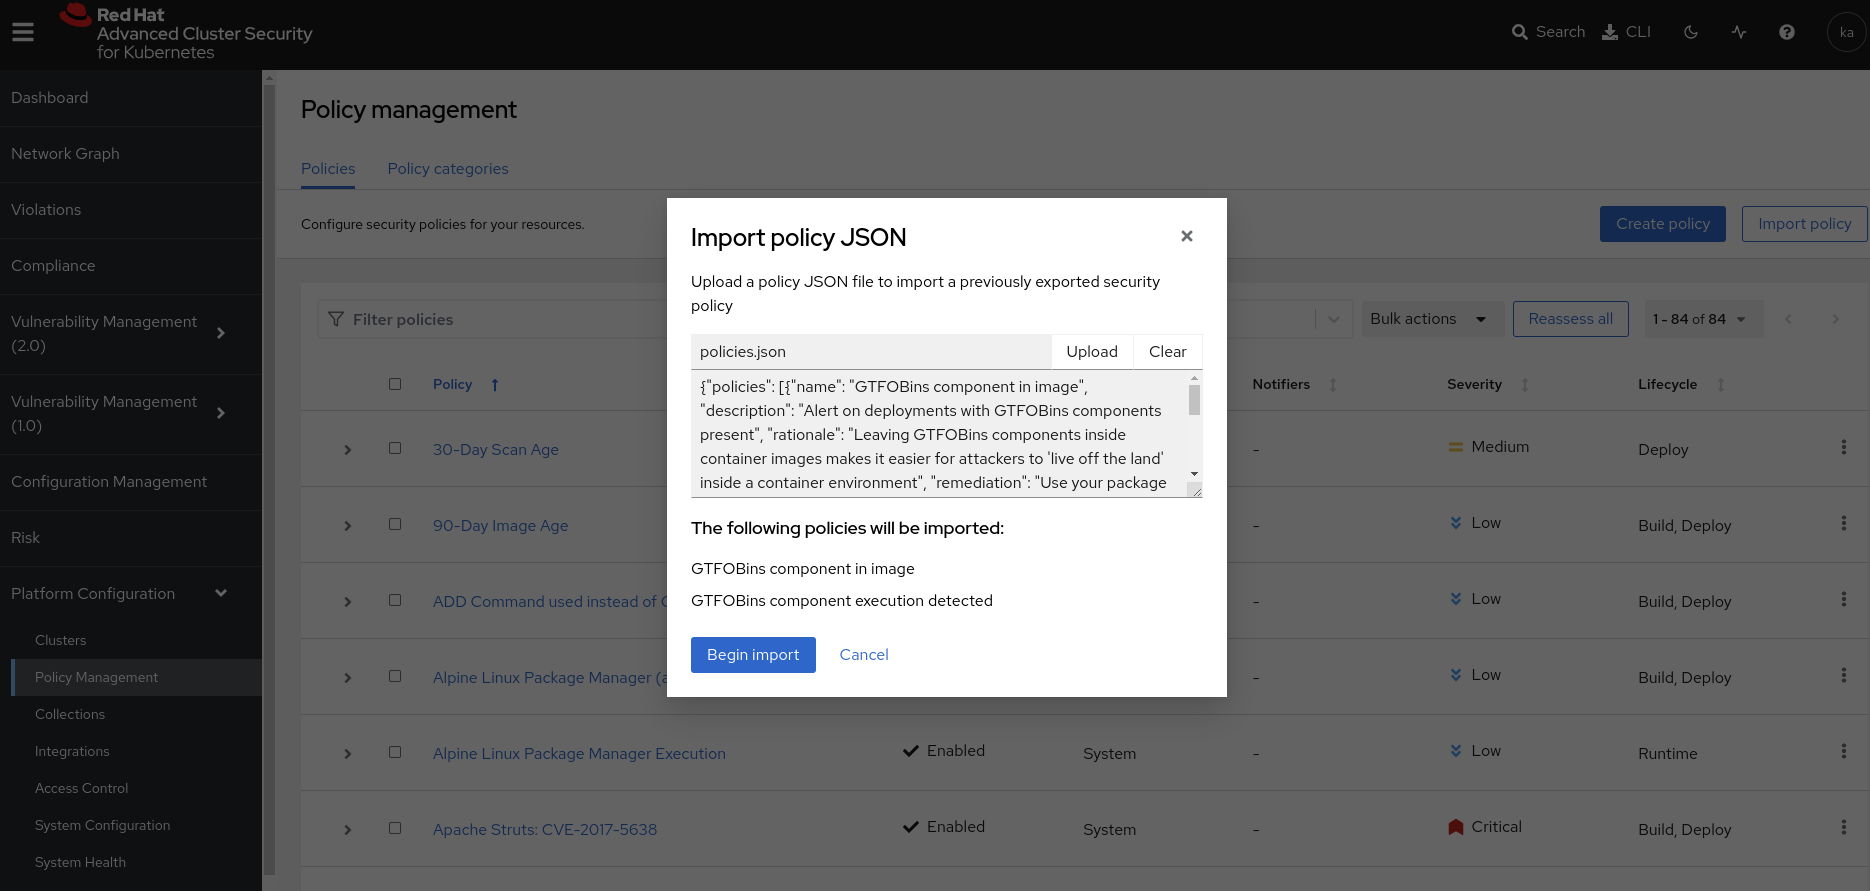 Red Hat
Advanced Cluster Security
for Kubernetes
Search
CLI
ka
Dashboard
Network Graph
Violations
Compliance
Vulnerability Management
(2.0)
Vulnerability Management
(1.0)
Configuration Management
Risk
Platform Configuration
Clusters
Policy Management
Collections
Integrations
Access Control
System Configuration
System Health
Policy management
Policies
Policy categories
Configure security policies for your resources.
Create policy
Import policy
Filter policies
Bulk actions
Reassess all
1 - 84 of 84
Policy
Notifiers
Severity
Lifecycle
30-Day Scan Age
-
Medium
Deploy
90-Day Image Age
-
Low
Build, Deploy
ADD Command used instead of
-
Low
Build, Deploy
Alpine Linux Package Manager
-
Low
Build, Deploy
Alpine Linux Package Manager Execution
Enabled
System
-
Low
Runtime
Apache Struts: CVE-2017-5638
Enabled
System
-
Critical
Build, Deploy
Import policy JSON
Upload a policy JSON file to import a previously exported security
policy
policies.json
Upload
Clear
{"policies": [{"name": "GTFOBins component in image",
"description": "Alert on deployments with GTFOBins components
present", "rationale": "Leaving GTFOBins components inside
container images makes it easier for attackers to 'live off the land'
inside a container environment", "remediation": "Use your package
The following policies will be imported:
GTFOBins component in image
GTFOBins component execution detected
Begin import
Cancel